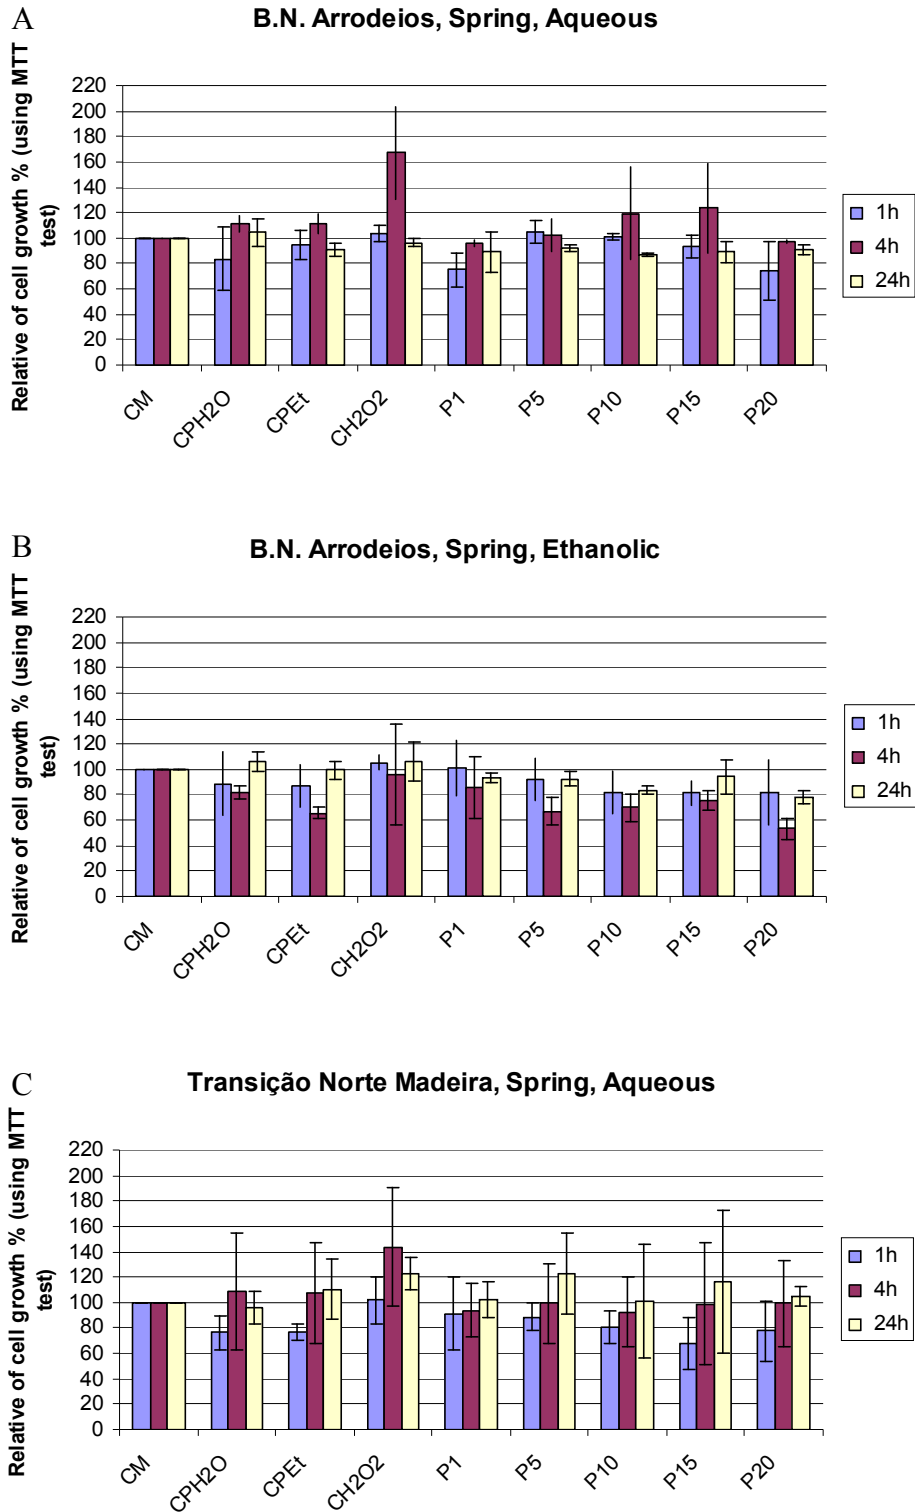 A
B.N. Arrodeios, Spring, Aqueous
Relative of cell growth % (using MTT
test)
220
200
180
160
140
120
100
80
60
40
20
0
CM
CPH2O
CPEt
CH2O2
P1
P5
P10
P15
P20
1h
4h
24h
B
B.N. Arrodeios, Spring, Ethanolic
Relative of cell growth % (using MTT
test)
220
200
180
160
140
120
100
80
60
40
20
0
CM
CPH2O
CPEt
CH2O2
P1
P5
P10
P15
P20
1h
4h
24h
C
Transição Norte Madeira, Spring, Aqueous
Relative of cell growth % (using MTT
test)
220
200
180
160
140
120
100
80
60
40
20
0
CM
CPH2O
CPEt
CH2O2
P1
P5
P10
P15
P20
1h
4h
24h